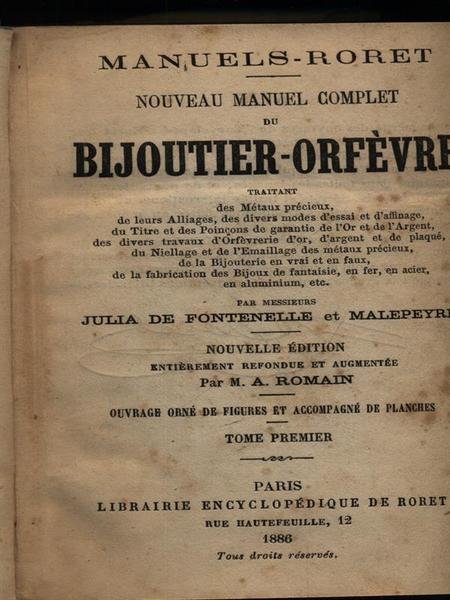 MANUELS-RORET
NOUVEAU MANUEL COMPLET
DU
BIJOUTIER-ORFÈVRE
TRAITANT
des Métaux précieux,
de leurs Alliages, des divers modes d'essai et d'affinage,
du Titre et des Poinçons de garantie de l'Or et de l'Argent,
des divers travaux d'Orfèvrerie d'or, d'argent et de plaqué,
du Niellage et de l'Emaillage des métaux précieux,
de la Bijouterie en vrai et en faux,
de la fabrication des Bijoux de fantaisie, en fer, en acier,
en aluminium, etc.
PAR MESSIEURS
JULIA DE FONTENELLE et MALEPEYRE
NOUVELLE ÉDITION
ENTIÈREMENT REFONDUE ET AUGMENTÉE
Par M. A. ROMAIN
OUVRAGE ORNÉ DE FIGURES ET ACCOMPAGNÉ DE PLANCHES
TOME PREMIER
PARIS
LIBRAIRIE ENCYCLOPÉDIQUE DE RORET
RUE HAUTEFEUILLE, 12
1886
Tous droits réservés.